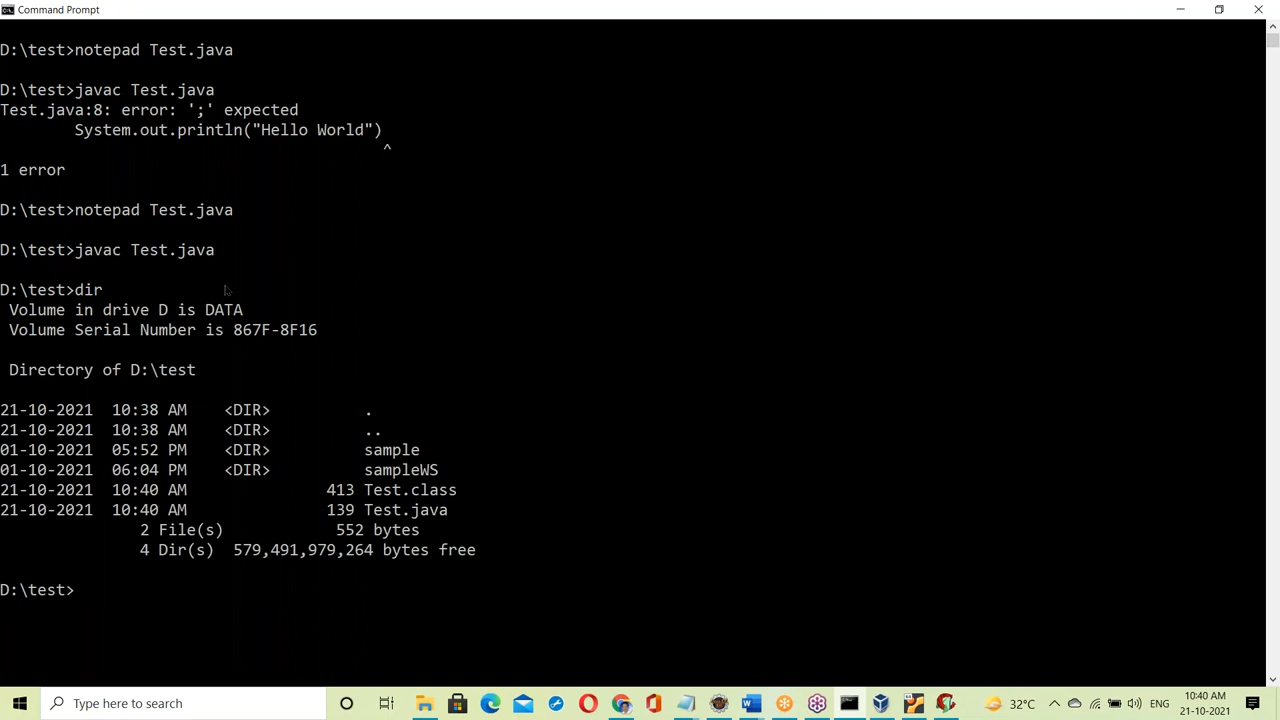 Command Prompt
D:\test>notepad Test.java
D:\test>javac Test.java
Test.java:8: error: ';' expected
        System.out.println("Hello World")
                                         ^
1 error
D:\test>notepad Test.java
D:\test>javac Test.java
D:\test>dir
 Volume in drive D is DATA
 Volume Serial Number is 867F-8F16
 Directory of D:\test
21-10-2021  10:38 AM    <DIR>          .
21-10-2021  10:38 AM    <DIR>          ..
01-10-2021  05:52 PM    <DIR>          sample
01-10-2021  06:04 PM    <DIR>          sampleWS
21-10-2021  10:40 AM               413 Test.class
21-10-2021  10:40 AM               139 Test.java
               2 File(s)            552 bytes
               4 Dir(s)  579,491,979,264 bytes free
D:\test>
Type here to search
32°C
ENG
10:40 AM
21-10-2021